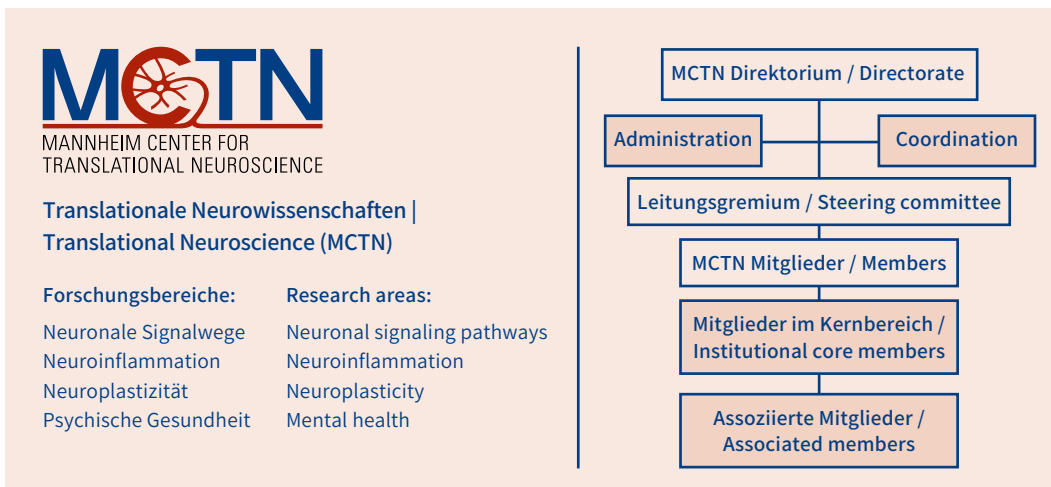 MCTN
MANNHEIM CENTER FOR
TRANSLATIONAL NEUROSCIENCE
Translationale Neurowissenschaften |
Translational Neuroscience (MCTN)
Forschungsbereiche:
Neuronale Signalwege
Neuroinflammation
Neuroplastizität
Psychische Gesundheit
Research areas:
Neuronal signaling pathways
Neuroinflammation
Neuroplasticity
Mental health
MCTN Direktorium / Directorate
Administration
Coordination
Leitungsgremium / Steering committee
MCTN Mitglieder / Members
Mitglieder im Kernbereich /
Institutional core members
Assoziierte Mitglieder /
Associated members